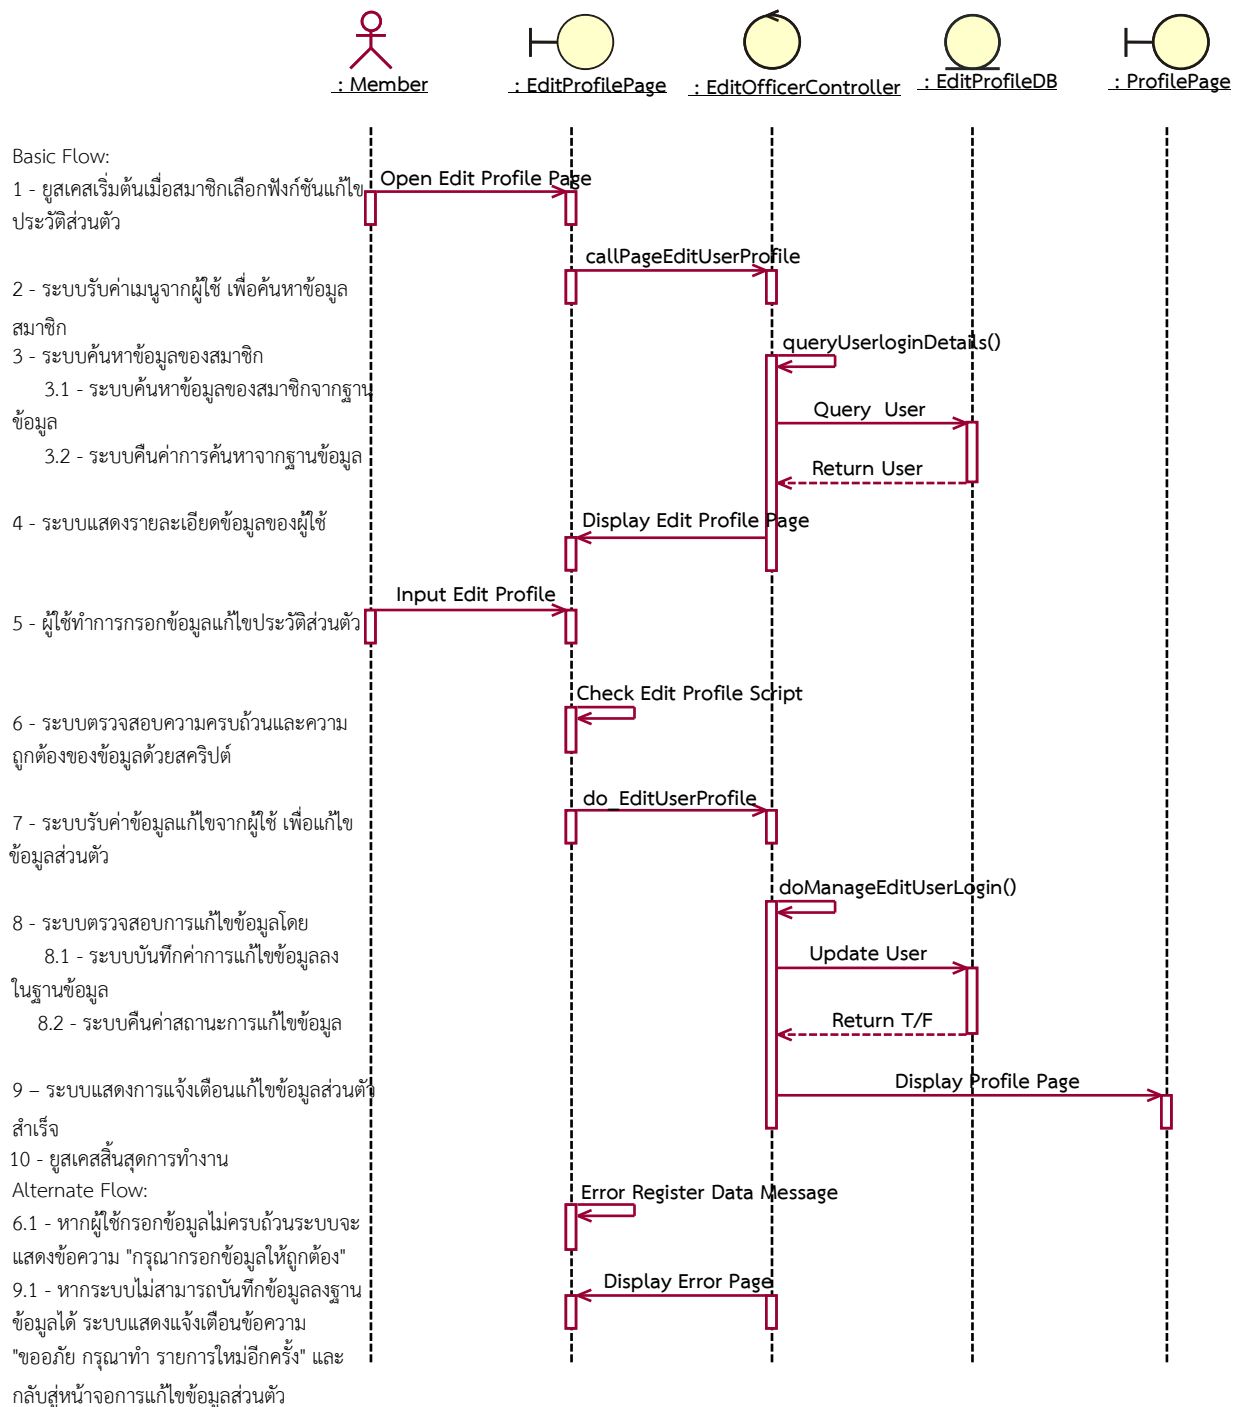 : Member
: EditProfilePage
: EditOfficerController
: EditProfileDB
: ProfilePage
Basic Flow:
1 - ยูสเคสเริ่มต้นเมื่อสมาชิกเลือกฟังก์ชันแก้ไข
ประวัติส่วนตัว
Open Edit Profile Page
callPageEditUserProfile
2 - ระบบรับค่าเมนูจากผู้ใช้ เพื่อค้นหาข้อมูล
สมาชิก
3 - ระบบค้นหาข้อมูลของสมาชิก
queryUserloginDetails()
3.1 - ระบบค้นหาข้อมูลของสมาชิกจากฐาน
ข้อมูล
Query  User
3.2 - ระบบคืนค่าการค้นหาจากฐานข้อมูล
Return User
4 - ระบบแสดงรายละเอียดข้อมูลของผู้ใช้
Display Edit Profile Page
Input Edit Profile
5 - ผู้ใช้ทำการกรอกข้อมูลแก้ไขประวัติส่วนตัว
Check Edit Profile Script
6 - ระบบตรวจสอบความครบถ้วนและความ
ถูกต้องของข้อมูลด้วยสคริปต์
do_EditUserProfile
7 - ระบบรับค่าข้อมูลแก้ไขจากผู้ใช้ เพื่อแก้ไข
ข้อมูลส่วนตัว
doManageEditUserLogin()
8 - ระบบตรวจสอบการแก้ไขข้อมูลโดย
8.1 - ระบบบันทึกค่าการแก้ไขข้อมูลลง
ในฐานข้อมูล
Update User
8.2 - ระบบคืนค่าสถานะการแก้ไขข้อมูล
Return T/F
9 – ระบบแสดงการแจ้งเตือนแก้ไขข้อมูลส่วนตัว
สำเร็จ
Display Profile Page
10 - ยูสเคสสิ้นสุดการทำงาน
Alternate Flow:
Error Register Data Message
6.1 - หากผู้ใช้กรอกข้อมูลไม่ครบถ้วนระบบจะ
แสดงข้อความ "กรุณากรอกข้อมูลให้ถูกต้อง"
Display Error Page
9.1 - หากระบบไม่สามารถบันทึกข้อมูลลงฐาน
ข้อมูลได้ ระบบแสดงแจ้งเตือนข้อความ
"ขออภัย กรุณาทำ รายการใหม่อีกครั้ง" และ
กลับสู่หน้าจอการแก้ไขข้อมูลส่วนตัว